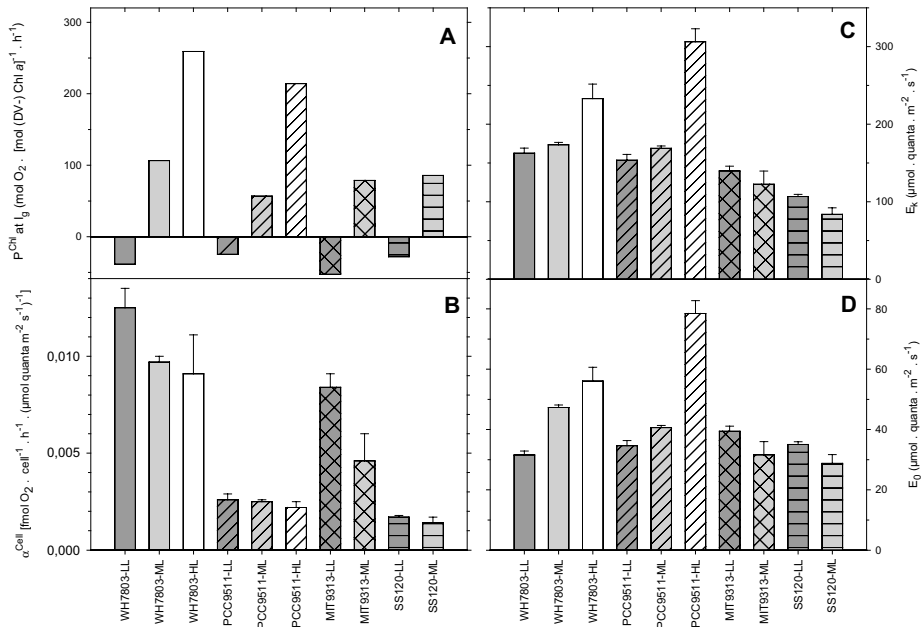 A
P^Chl at I_g (mol O_2 . [mol (DV-) Chl a]^-1 . h^-1)
300
200
100
0
B
α^Cell [fmol O_2 . cell^-1 . h^-1 . (μmol quanta m^-2 s^-1)^-1]
0,010
0,005
0,000
WH7803-LL
WH7803-ML
WH7803-HL
PCC9511-LL
PCC9511-ML
PCC9511-HL
MIT9313-LL
MIT9313-ML
SS120-LL
SS120-ML
C
E_k (μmol . quanta . m^-2 . s^-1)
300
200
100
0
D
E_0 (μmol . quanta . m^-2 . s^-1)
80
60
40
20
0
WH7803-LL
WH7803-ML
WH7803-HL
PCC9511-LL
PCC9511-ML
PCC9511-HL
MIT9313-LL
MIT9313-ML
SS120-LL
SS120-ML